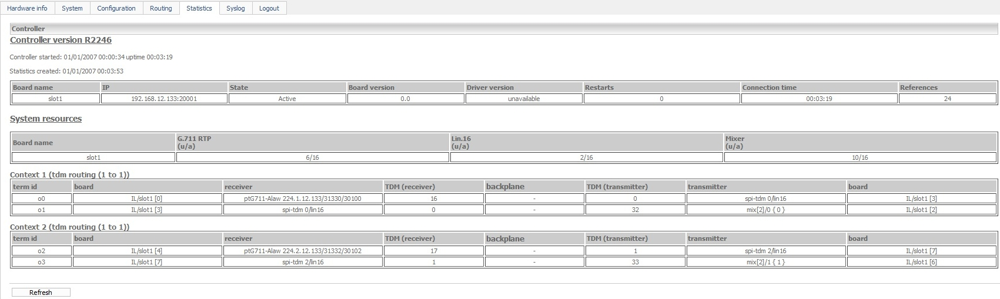 Hardware info System Configuration Routing Statistics Syslog Logout
Controller
Controller version R2246
Controller started: 01/01/2007 00:00:34 uptime 00:03:19
Statistics created: 01/01/2007 00:03:53
Board name IP State Board version Driver version Restarts Connection time References
slot1 192.168.12.133:20001 Active 0.0 unavailable 0 00:03:19 24
System resources
Board name G.711 RTP (u/a) Lin.16 (u/a) Mixer (u/a)
slot1 6/16 2/16 10/16
Context 1 (tdm routing (1 to 1))
term id board receiver TDM (receiver) backplane TDM (transmitter) transmitter board
o0 IL/slot1 [0] ptG711-Alaw 224.1.12.133/31330/30100 16 - 0 spi-tdm 0/lin16 IL/slot1 [3]
o1 IL/slot1 [3] spi-tdm 0/lin16 0 - 32 mix[2]/0 { 0 } IL/slot1 [2]
Context 2 (tdm routing (1 to 1))
term id board receiver TDM (receiver) backplane TDM (transmitter) transmitter board
o2 IL/slot1 [4] ptG711-Alaw 224.2.12.133/31332/30102 17 - 1 spi-tdm 2/lin16 IL/slot1 [7]
o3 IL/slot1 [7] spi-tdm 2/lin16 1 - 33 mix[2]/1 { 1 } IL/slot1 [6]
Refresh